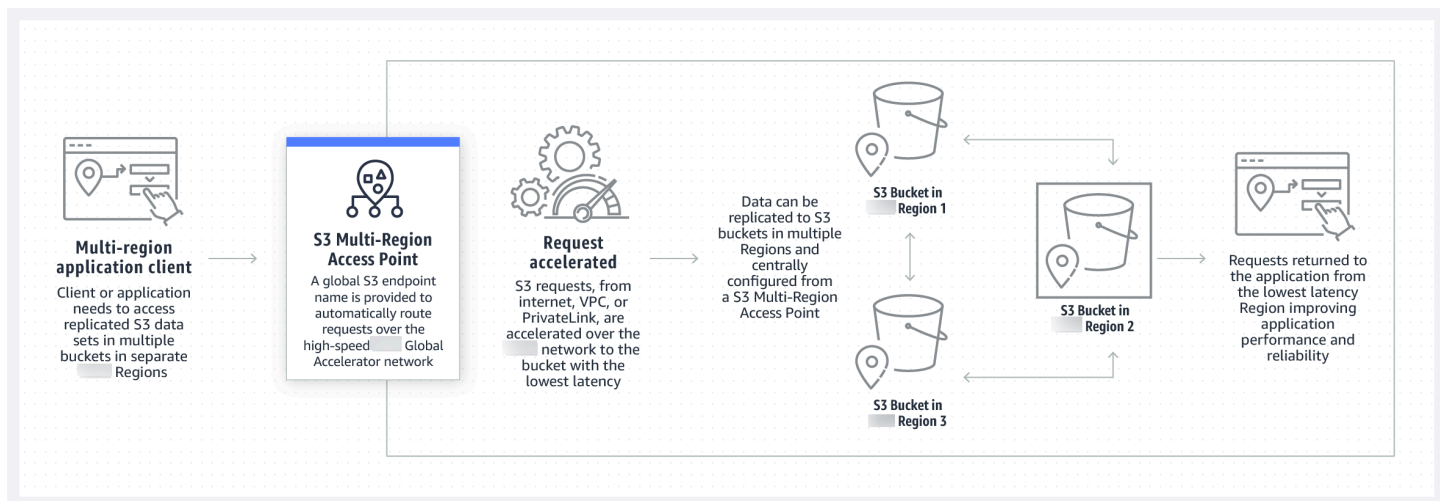 Multi-region
application client
Client or application
needs to access
replicated S3 data
sets in multiple
buckets in separate
Regions
S3 Multi-Region
Access Point
A global S3 endpoint
name is provided to
automatically route
requests over the
high-speed Global
Accelerator network
Request
accelerated
S3 requests, from
internet, VPC, or
PrivateLink, are
accelerated over the
network to the
bucket with the
lowest latency
Data can be
replicated to S3
buckets in multiple
Regions and
centrally
configured from
a S3 Multi-Region
Access Point
S3 Bucket in
Region 1
S3 Bucket in
Region 3
S3 Bucket in
Region 2
Requests returned to
the application from
the lowest latency
Region improving
application
performance and
reliability